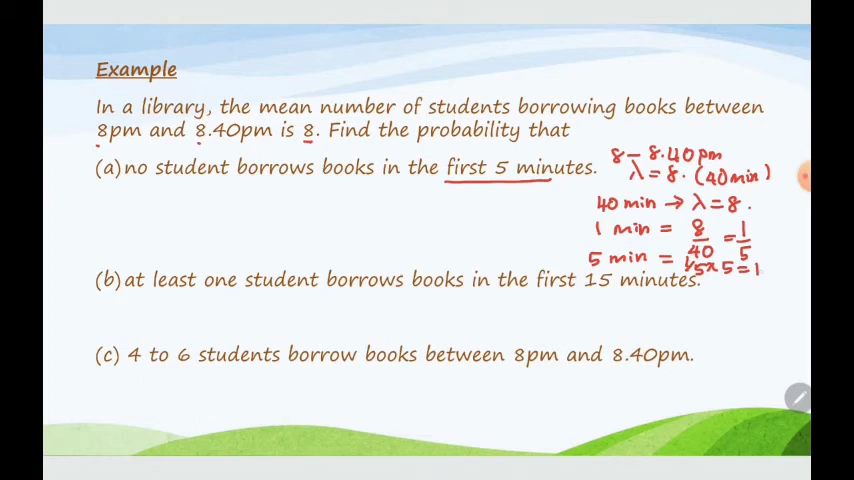 Example
In a library, the mean number of students borrowing books between
8pm and 8.40pm is 8. Find the probability that
(a) no student borrows books in the first 5 minutes.
8 - 8.40pm
λ = 8. (40min)
40 min → λ = 8.
1 min = 8/40 = 1/5
5 min = 1/5 x 5 = 1
(b) at least one student borrows books in the first 15 minutes.
(c) 4 to 6 students borrow books between 8pm and 8.40pm.